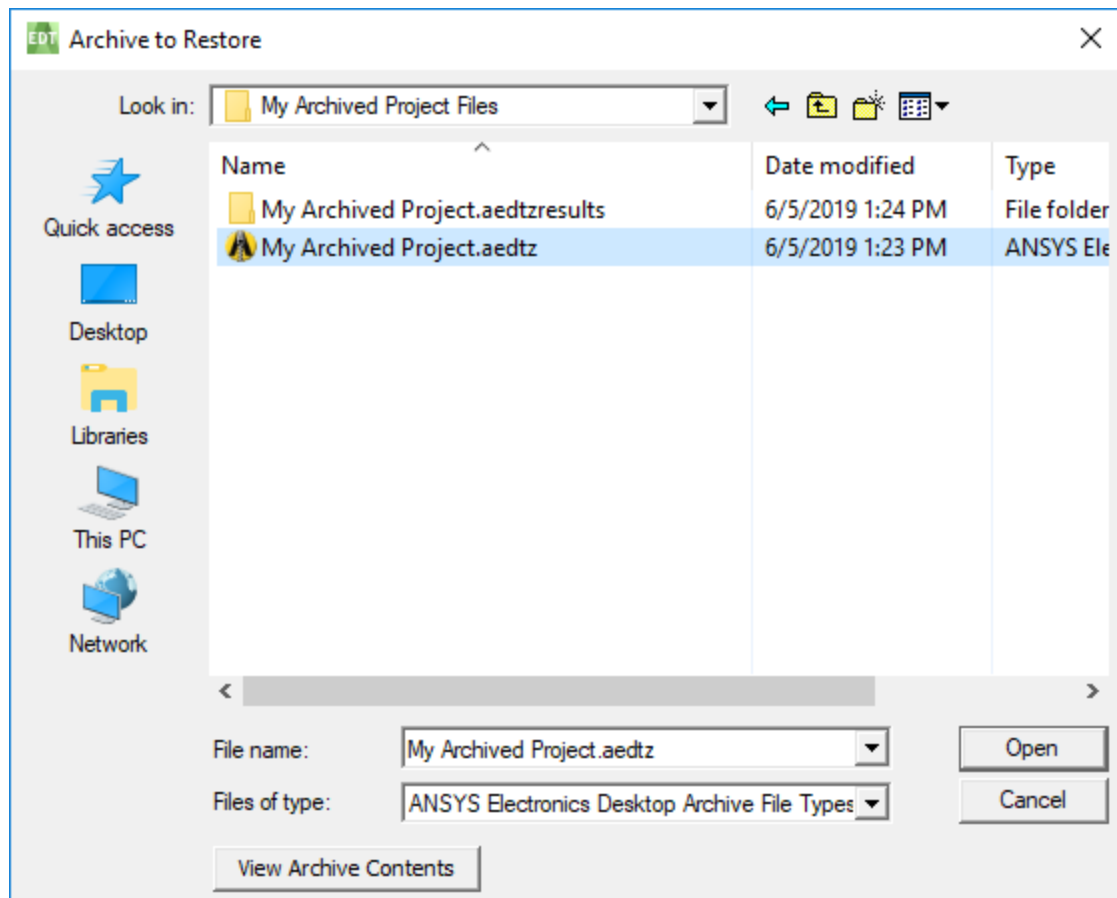 EDT Archive to Restore
Look in: My Archived Project Files
Name Date modified Type
My Archived Project.aedtzresults 6/5/2019 1:24 PM File folder
My Archived Project.aedtz 6/5/2019 1:23 PM ANSYS Ele
Quick access
Desktop
Libraries
This PC
Network
File name: My Archived Project.aedtz Open
Files of type: ANSYS Electronics Desktop Archive File Types Cancel
View Archive Contents